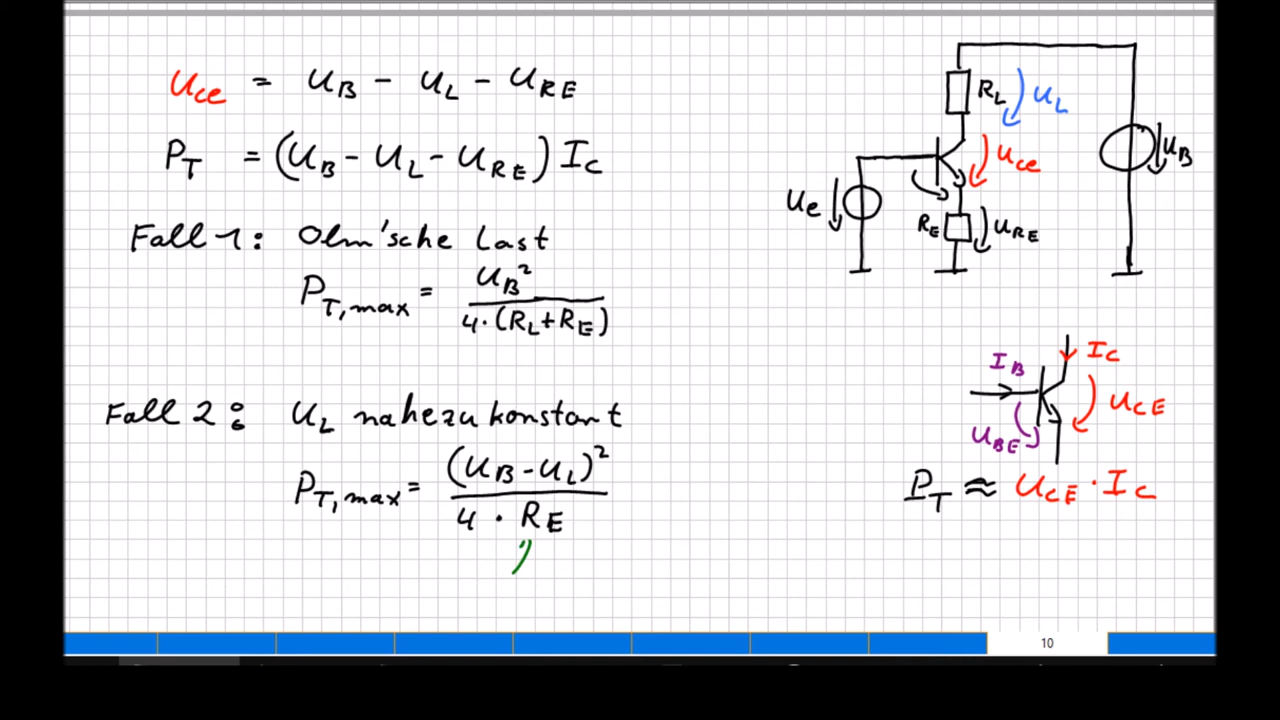 Uce = UB - UL - URE
PT = (UB - UL - URE) IC
Fall 1: Ohm'sche Last
PT,max = UB² / 4·(RL+RE)
Fall 2: UL nahezu konstant
PT,max = (UB - UL)² / 4 · RE
RL UL
Uce
UB
Ue
RE URE
IB IC
UCE
UBE
PT ≈ UCE · IC
10